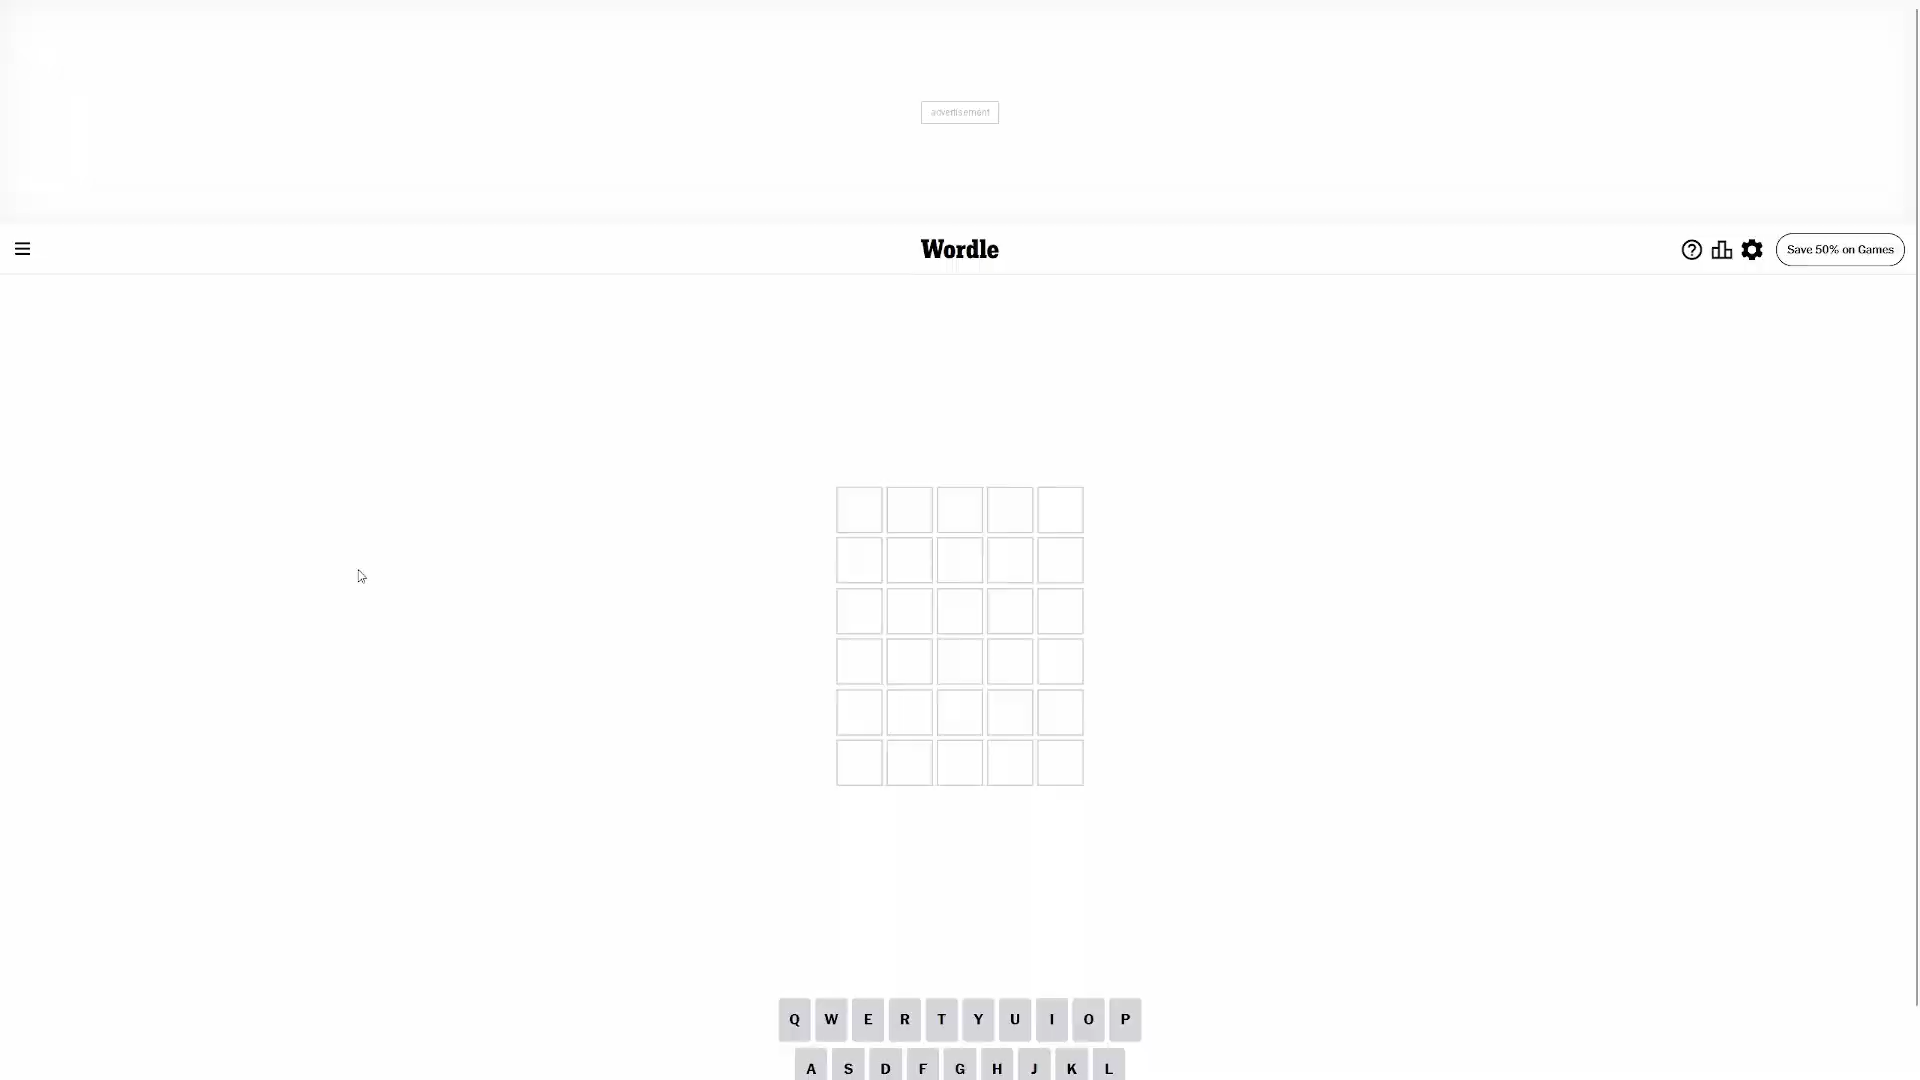 advertisement
Wordle
Save 50% on Games
Q W E R T Y U I O P
A S D F G H J K L